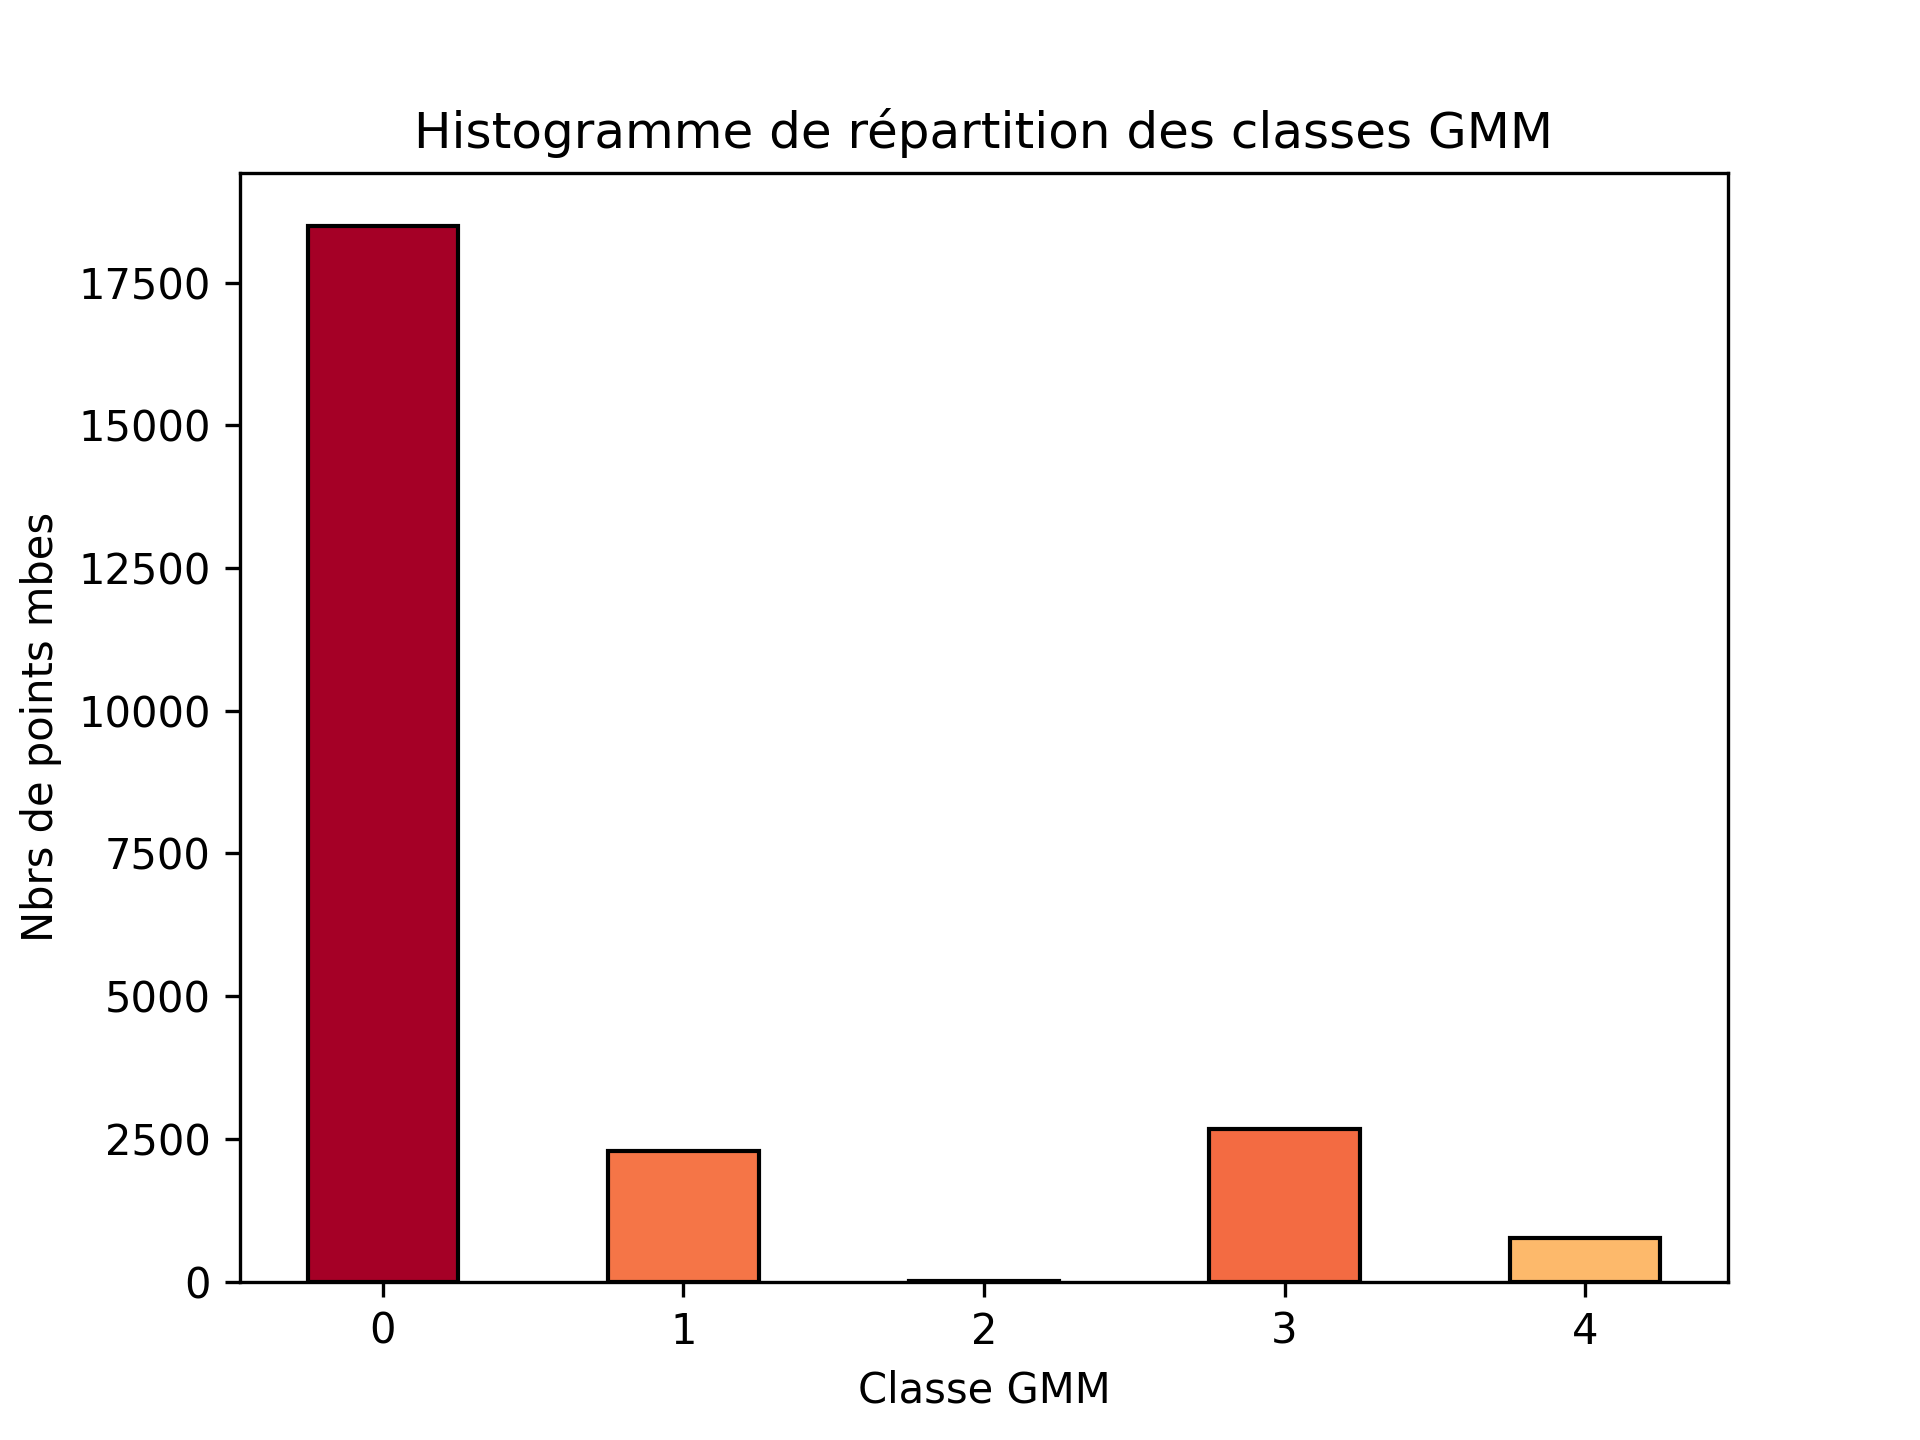 Histogramme de répartition des classes GMM
Nbrs de points mbes
17500
15000
12500
10000
7500
5000
2500
0
0 1 2 3 4
Classe GMM